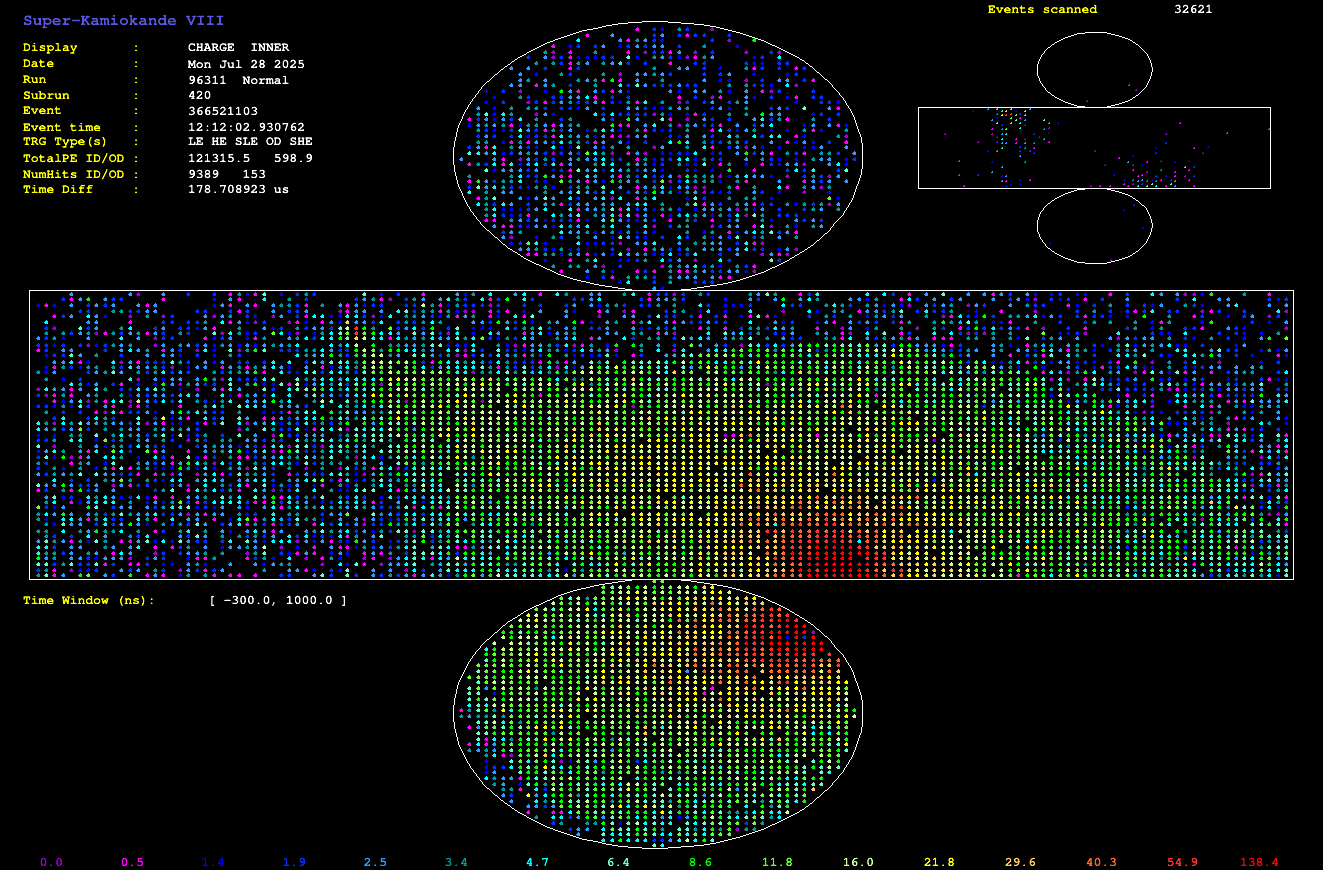 Super-Kamiokande VIII
Events scanned 32621
Display : CHARGE INNER
Date : Mon Jul 28 2025
Run : 96311 Normal
Subrun : 420
Event : 366521103
Event time : 12:12:02.930762
TRG Type(s) : LE HE SLE OD SHE
TotalPE ID/OD : 121315.5 598.9
NumHits ID/OD : 9389 153
Time Diff : 178.708923 us
Time Window (ns): [ -300.0, 1000.0 ]
0.0 0.5 1.4 1.9 2.5 3.4 4.7 6.4 8.6 11.8 16.0 21.8 29.6 40.3 54.9 138.4